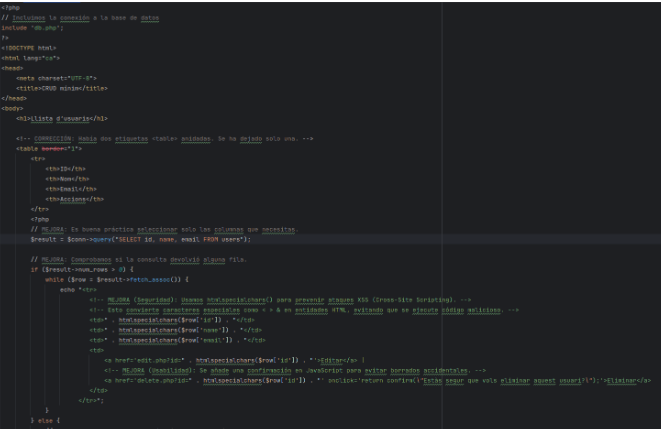 <?php
// Incluimos la conexión a la base de datos
include 'db.php';
?>
<!DOCTYPE html>
<html lang="ca">
<head>
<meta charset="UTF-8">
<title>CRUD mínim</title>
</head>
<body>
<h1>Llista d'usuaris</h1>
<!-- CORRECCIÓN: Había dos etiquetas <table> anidadas. Se ha dejado solo una. -->
<table border="1">
<tr>
<th>ID</th>
<th>Nom</th>
<th>Email</th>
<th>Accions</th>
</tr>
<?php
// MEJORA: Es buena práctica seleccionar solo las columnas que necesitas.
$result = $conn->query("SELECT id, name, email FROM users");
// MEJORA: Comprobamos si la consulta devolvió alguna fila.
if ($result->num_rows > 0) {
while ($row = $result->fetch_assoc()) {
echo "<tr>
<!-- MEJORA (Seguridad): Usamos htmlspecialchars() para prevenir ataques XSS (Cross-Site Scripting). -->
<!-- Esto convierte caracteres especiales como < > & en entidades HTML, evitando que se ejecute código malicioso. -->
<td>" . htmlspecialchars($row['id']) . "</td>
<td>" . htmlspecialchars($row['name']) . "</td>
<td>" . htmlspecialchars($row['email']) . "</td>
<td>
<a href='edit.php?id=" . htmlspecialchars($row['id']) . "'>Editar</a> |
<!-- MEJORA (Usabilidad): Se añade una confirmación en JavaScript para evitar borrados accidentales. -->
<a href='delete.php?id=" . htmlspecialchars($row['id']) . "' onclick='return confirm(\"Estàs segur que vols eliminar aquest usuari?\");'>Eliminar</a>
</td>
</tr>";
}
} else {